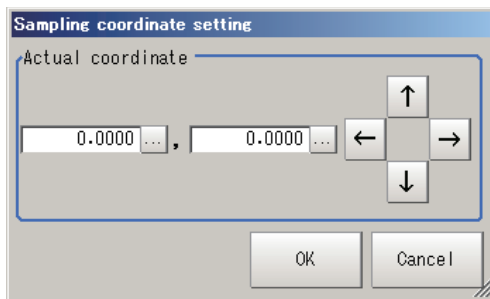 Sampling coordinate setting
Actual coordinate
↑
0.0000 ... , 0.0000 ... ← →
↓
OK Cancel